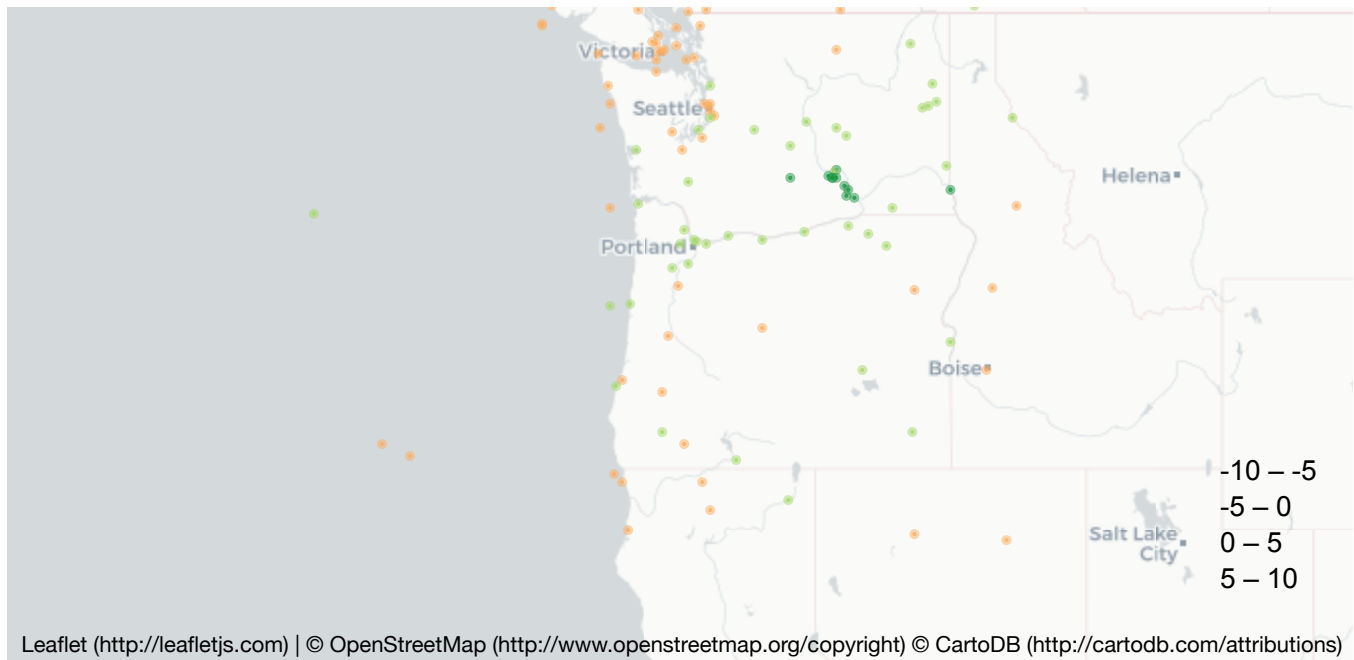 Victoria
Seattle
Helena
Portland
Boise
-10 – -5
-5 – 0
Salt Lake
City
0 – 5
5 – 10
Leaflet (http://leafletjs.com) | © OpenStreetMap (http://www.openstreetmap.org/copyright) © CartoDB (http://cartodb.com/attributions)